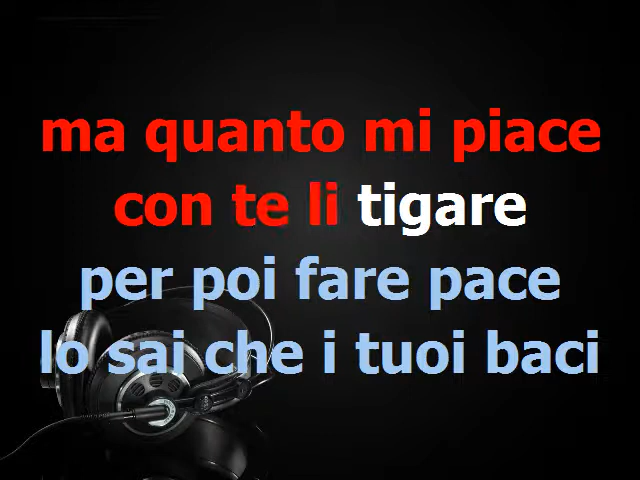 ma quanto mi piace
con te li tigare
per poi fare pace
lo sai che i tuoi baci